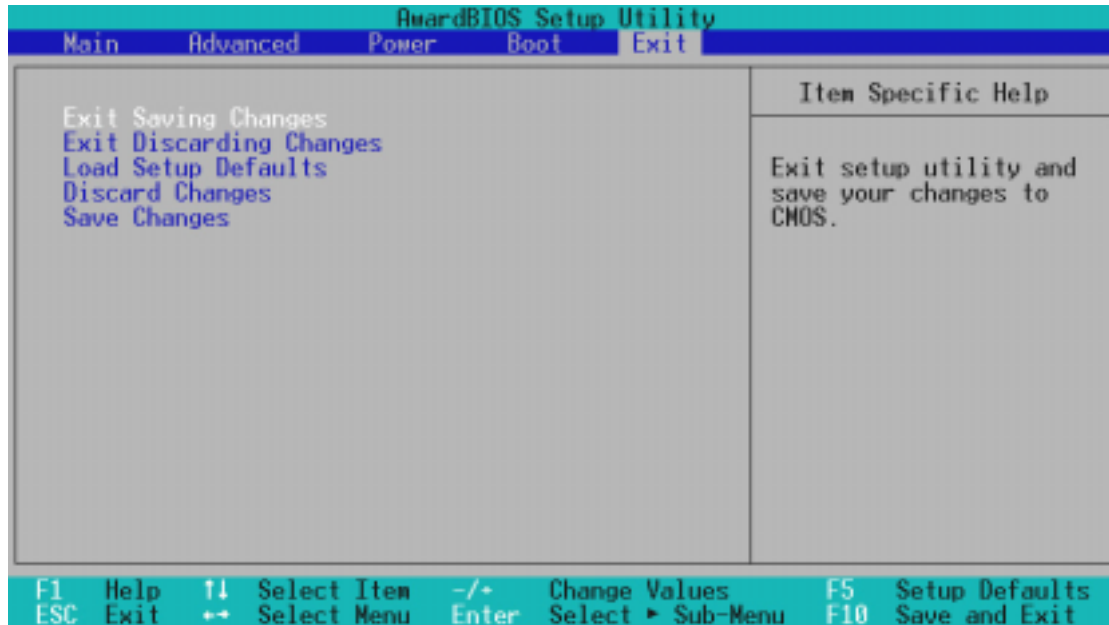 AwardBIOS Setup Utility
Main Advanced Power Boot Exit
Item Specific Help
Exit Saving Changes
Exit Discarding Changes
Load Setup Defaults
Discard Changes
Save Changes
Exit setup utility and
save your changes to
CMOS.
F1 Help ↑↓ Select Item -/+ Change Values F5 Setup Defaults
ESC Exit ←→ Select Menu Enter Select ► Sub-Menu F10 Save and Exit